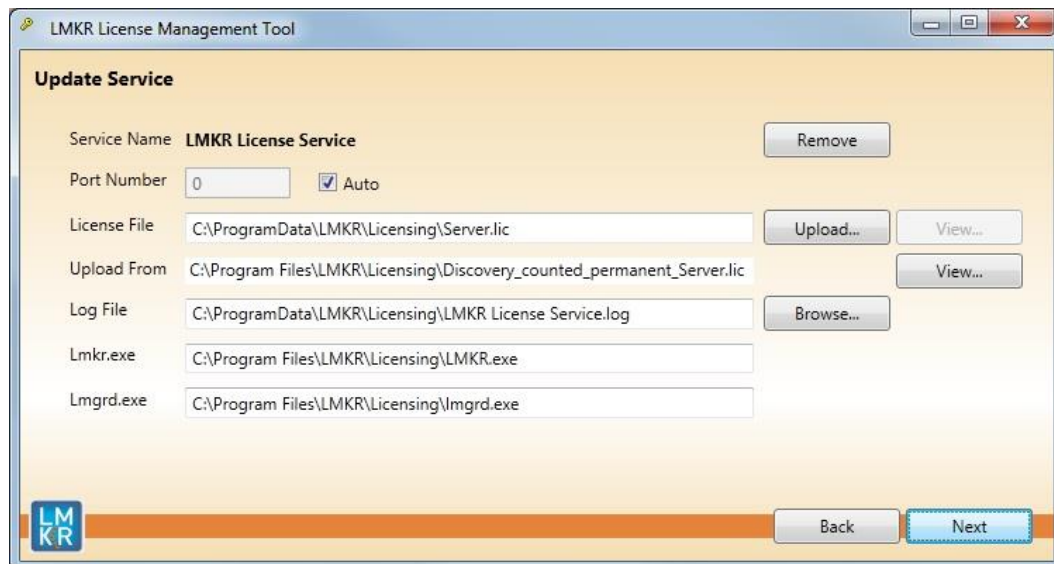 LMKR License Management Tool
Update Service
Service Name LMKR License Service Remove
Port Number 0 Auto
License File C:\ProgramData\LMKR\Licensing\Server.lic Upload... View...
Upload From C:\Program Files\LMKR\Licensing\Discovery_counted_permanent_Server.lic View...
Log File C:\ProgramData\LMKR\Licensing\LMKR License Service.log Browse...
Lmkr.exe C:\Program Files\LMKR\Licensing\LMKR.exe
Lmgrd.exe C:\Program Files\LMKR\Licensing\lmgrd.exe
LM
KR
Back Next